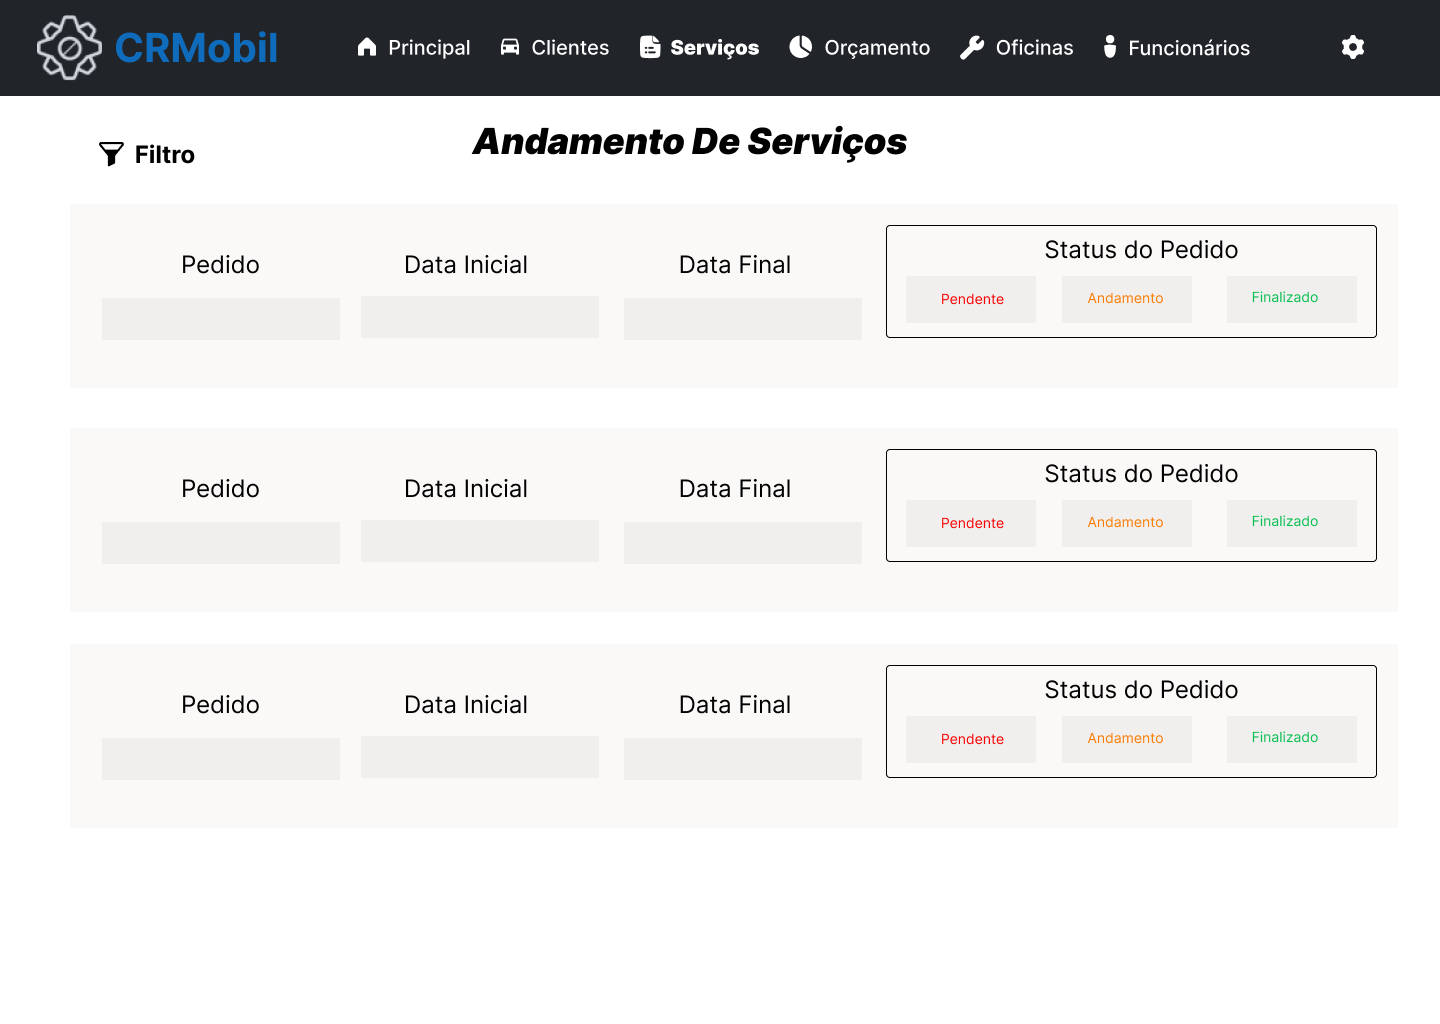 CRMobil
Principal
Clientes
Serviços
Orçamento
Oficinas
Funcionários
Filtro
Andamento De Serviços
Pedido
Data Inicial
Data Final
Status do Pedido
Pendente
Andamento
Finalizado
Pedido
Data Inicial
Data Final
Status do Pedido
Pendente
Andamento
Finalizado
Pedido
Data Inicial
Data Final
Status do Pedido
Pendente
Andamento
Finalizado